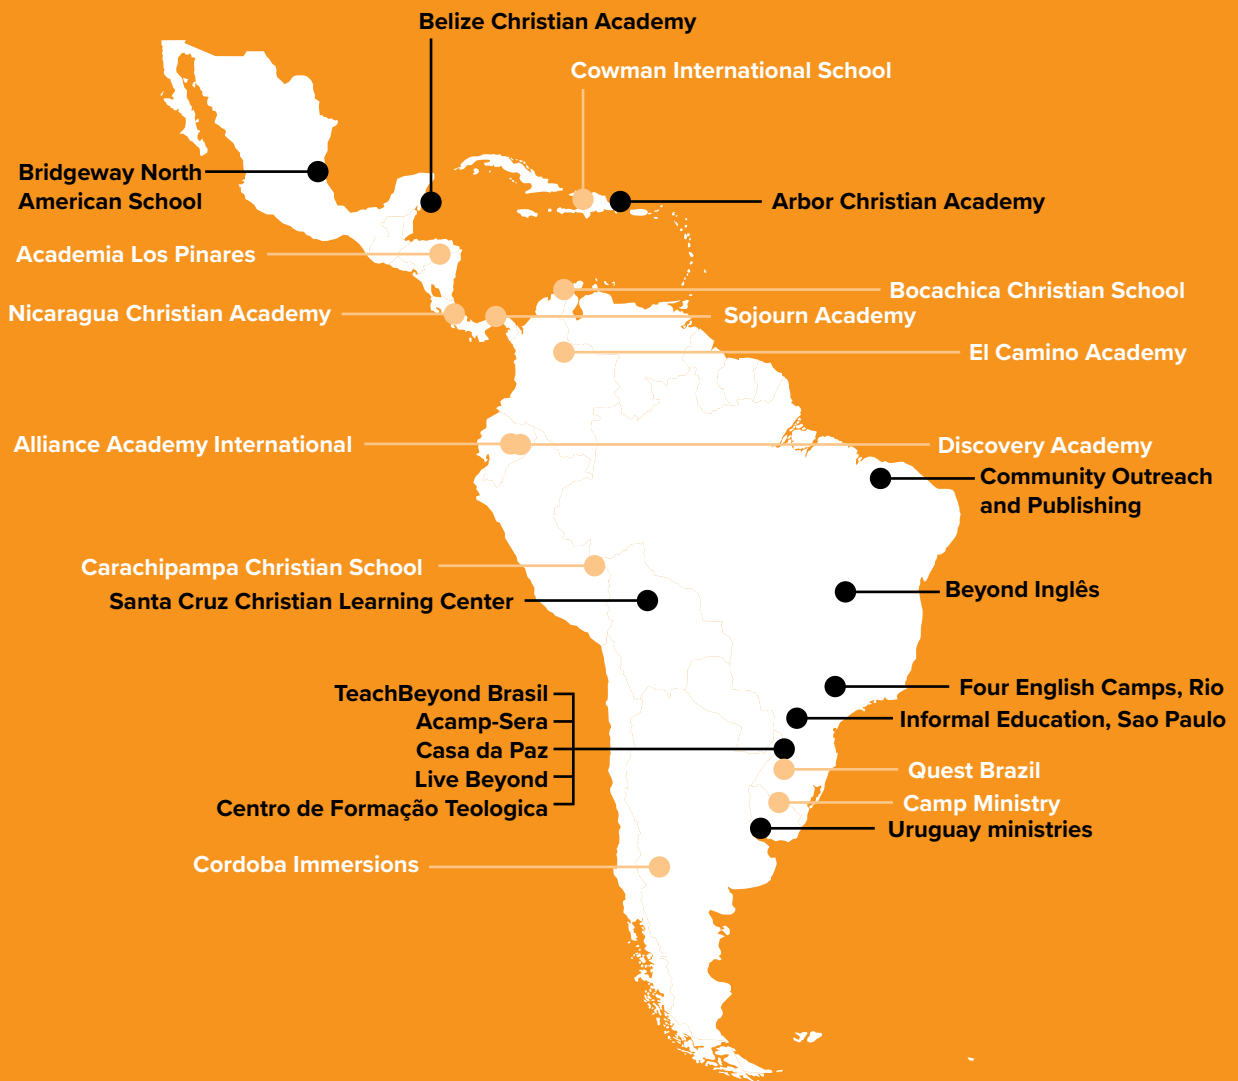 Belize Christian Academy
Cowman International School
Bridgeway North
American School
Arbor Christian Academy
Academia Los Pinares
Bocachica Christian School
Nicaragua Christian Academy
Sojourn Academy
El Camino Academy
Alliance Academy International
Discovery Academy
Community Outreach
and Publishing
Carachipampa Christian School
Beyond Inglês
Santa Cruz Christian Learning Center
Four English Camps, Rio
TeachBeyond Brasil
Acamp-Sera
Casa da Paz
Live Beyond
Centro de Formação Teologica
Informal Education, Sao Paulo
Quest Brazil
Camp Ministry
Uruguay ministries
Cordoba Immersions